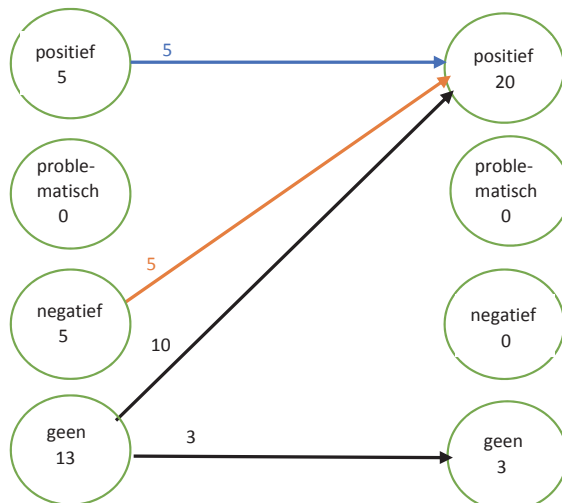 positief
5
5
positief
20
proble-
matisch
0
proble-
matisch
0
negatief
5
5
negatief
0
10
geen
13
3
geen
3